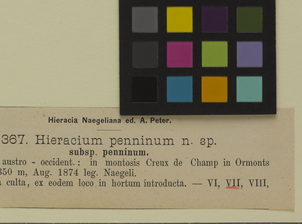 Hieracia Naegeliana ed. A. Peter.
367. Hieracium penninum n. sp.
subsp. penninum.
austro - occident.: in montosis Creux de Champ in Ormonts
350 m, Aug. 1874 leg. Naegeli.
culta, ex eodem loco in hortum introducta. — VI, VII, VIII,